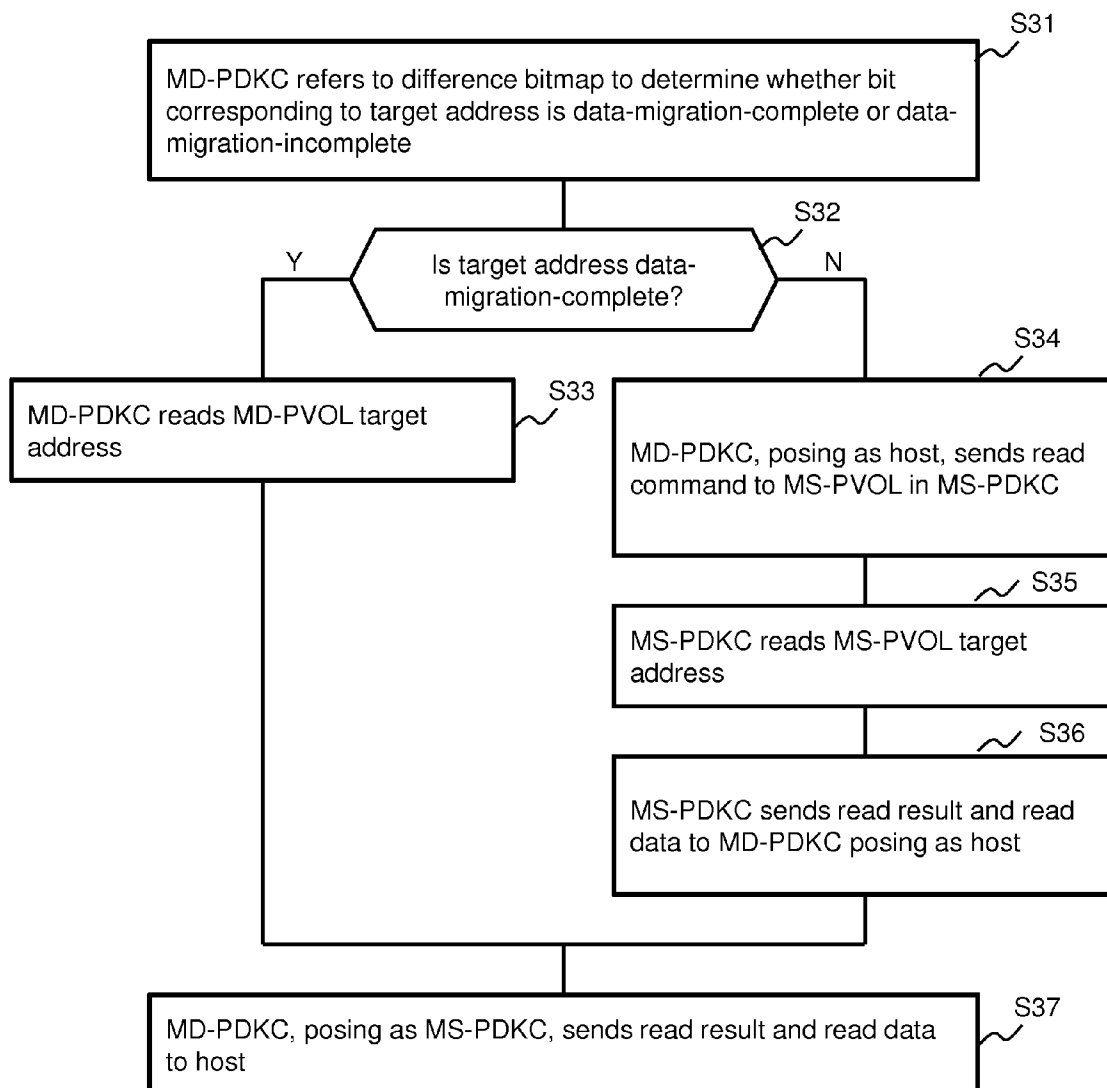 S31
MD-PDKC refers to difference bitmap to determine whether bit
corresponding to target address is data-migration-complete or data-
migration-incomplete
S32
Y
Is target address data-
migration-complete?
N
S33
MD-PDKC reads MD-PVOL target
address
S34
MD-PDKC, posing as host, sends read
command to MS-PVOL in MS-PDKC
S35
MS-PDKC reads MS-PVOL target
address
S36
MS-PDKC sends read result and read
data to MD-PDKC posing as host
S37
MD-PDKC, posing as MS-PDKC, sends read result and read data
to host